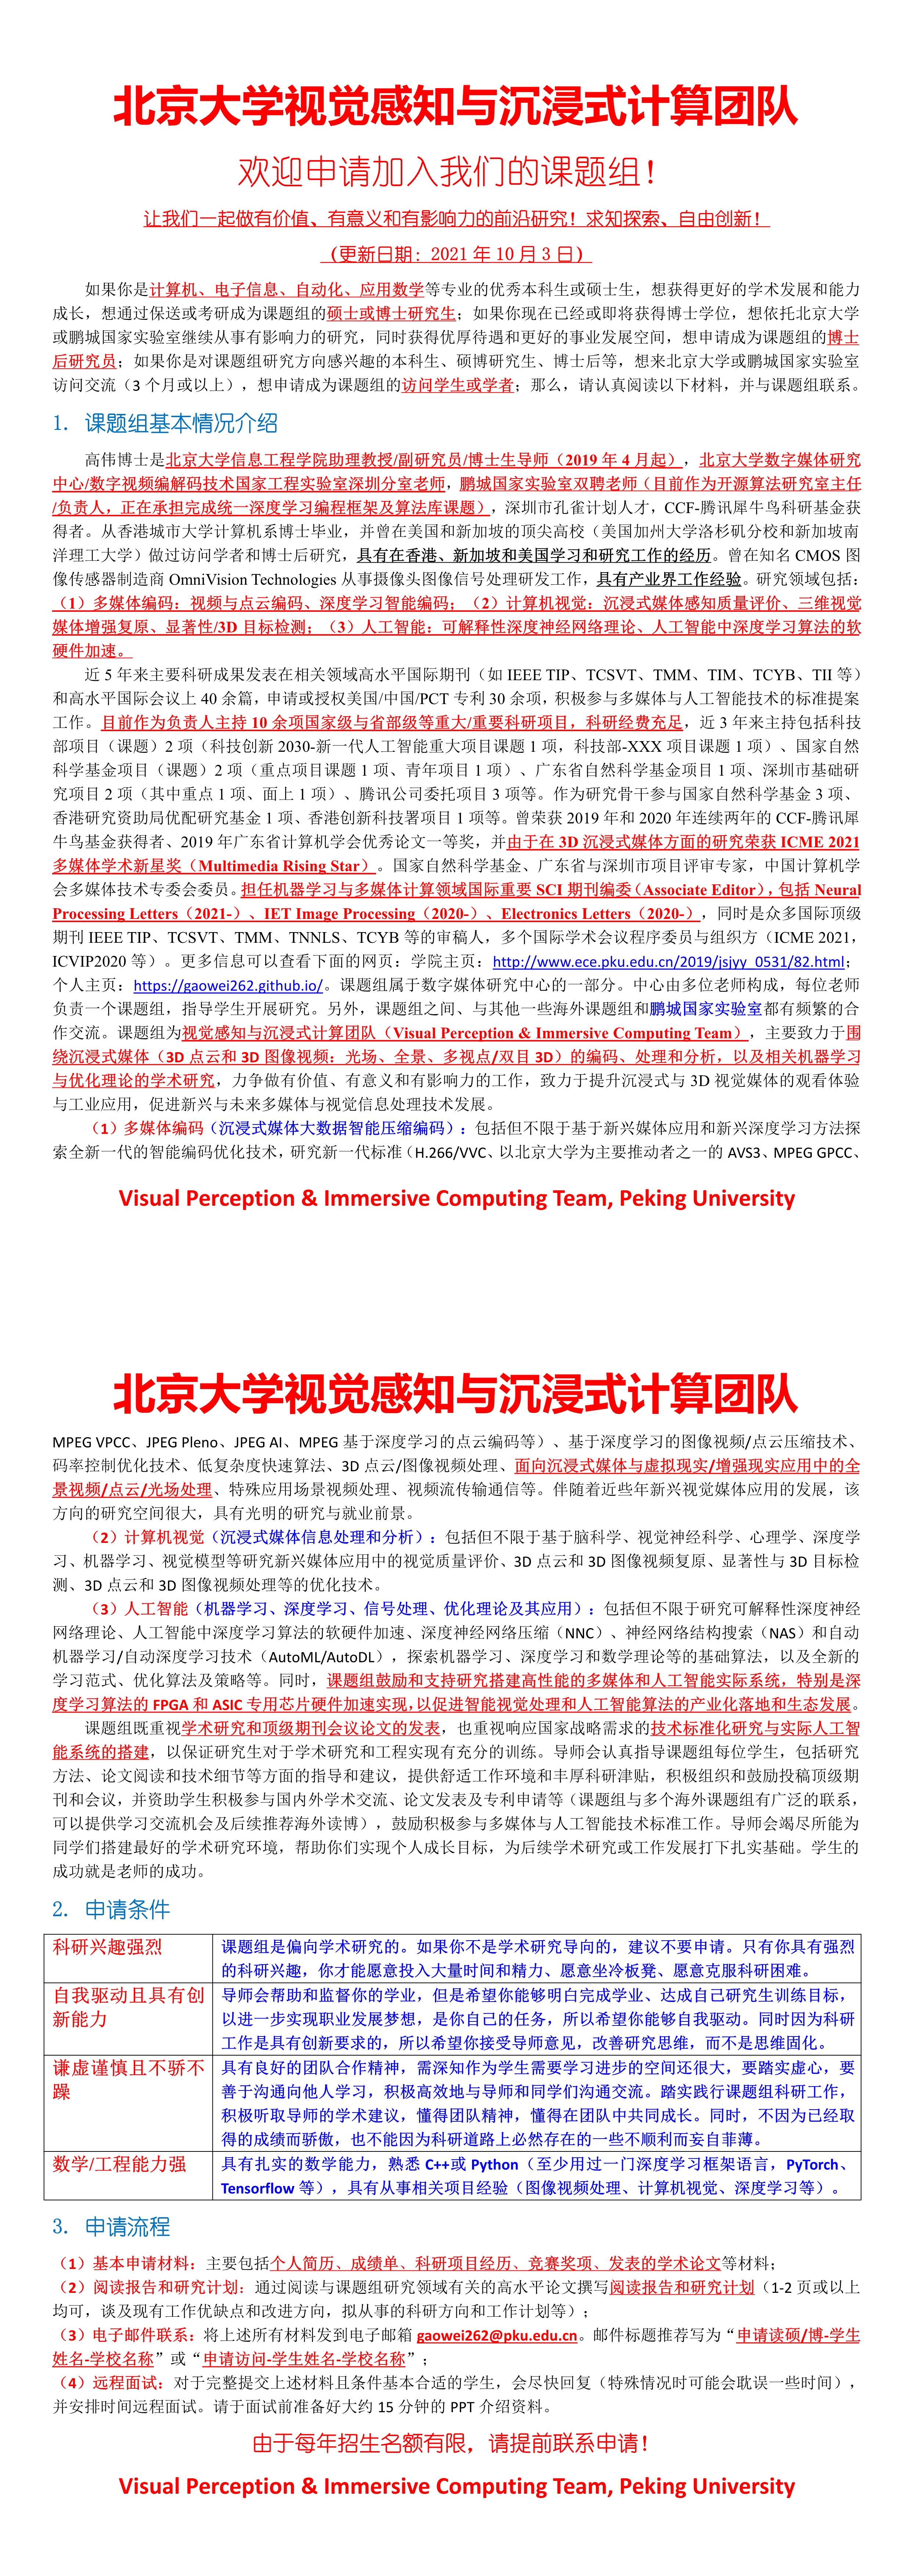 北京大学视觉感知与沉浸式计算团队
欢迎申请加入我们的课题组！
让我们一起做有价值、有意义和有影响力的前沿研究！求知探索、自由创新！
（更新日期：2021 年 10 月 3 日）
如果你是计算机、电子信息、自动化、应用数学等专业的优秀本科生或硕士生，想获得更好的学术发展和能力
成长，想通过保送或考研成为课题组的硕士或博士研究生；如果你现在已经或即将获得博士学位，想依托北京大学
或鹏城国家实验室继续从事有影响力的研究，同时获得优厚待遇和更好的事业发展空间，想申请成为课题组的博士
后研究员；如果你是对课题组研究方向感兴趣的本科生、硕博研究生、博士后等，想来北京大学或鹏城国家实验室
访问交流（3 个月或以上），想申请成为课题组的访问学生或学者；那么，请认真阅读以下材料，并与课题组联系。
1. 课题组基本情况介绍
高伟博士是北京大学信息工程学院助理教授/副研究员/博士生导师（2019 年 4 月起），北京大学数字媒体研究
中心/数字视频编解码技术国家工程实验室深圳分室老师，鹏城国家实验室双聘老师（目前作为开源算法研究室主任
/负责人，正在承担完成统一深度学习编程框架及算法库课题），深圳市孔雀计划人才，CCF-腾讯犀牛鸟科研基金获
得者。从香港城市大学计算机系博士毕业，并曾在美国和新加坡的顶尖高校（美国加州大学洛杉矶分校和新加坡南
洋理工大学）做过访问学者和博士后研究，具有在香港、新加坡和美国学习和研究工作的经历。曾在知名 CMOS 图
像传感器制造商 OmniVision Technologies 从事摄像头图像信号处理研发工作，具有产业界工作经验。研究领域包括：
（1）多媒体编码：视频与点云编码、深度学习智能编码；（2）计算机视觉：沉浸式媒体感知质量评价、三维视觉
媒体增强复原、显著性/3D 目标检测；（3）人工智能：可解释性深度神经网络理论、人工智能中深度学习算法的软
硬件加速。
近 5 年来主要科研成果发表在相关领域高水平国际期刊（如 IEEE TIP、TCSVT、TMM、TIM、TCYB、TII 等）
和高水平国际会议上 40 余篇，申请或授权美国/中国/PCT 专利 30 余项，积极参与多媒体与人工智能技术的标准提案
工作。目前作为负责人主持 10 余项国家级与省部级等重大/重要科研项目，科研经费充足，近 3 年来主持包括科技
部项目（课题）2 项（科技创新 2030-新一代人工智能重大项目课题 1 项，科技部-XXX 项目课题 1 项）、国家自然
科学基金项目（课题）2 项（重点项目课题 1 项、青年项目 1 项）、广东省自然科学基金项目 1 项、深圳市基础研
究项目 2 项（其中重点 1 项、面上 1 项）、腾讯公司委托项目 3 项等。作为研究骨干参与国家自然科学基金 3 项、
香港研究资助局优配研究基金 1 项、香港创新科技署项目 1 项等。曾荣获 2019 年和 2020 年连续两年的 CCF-腾讯犀
牛鸟基金获得者、2019 年广东省计算机学会优秀论文一等奖，并由于在 3D 沉浸式媒体方面的研究荣获 ICME 2021
多媒体学术新星奖（Multimedia Rising Star）。国家自然科学基金、广东省与深圳市项目评审专家，中国计算机学
会多媒体技术专委会委员。担任机器学习与多媒体计算领域国际重要 SCI 期刊编委（Associate Editor），包括 Neural
Processing Letters（2021-）、IET Image Processing（2020-）、Electronics Letters（2020-），同时是众多国际顶级
期刊 IEEE TIP、TCSVT、TMM、TNNLS、TCYB 等的审稿人，多个国际学术会议程序委员与组织方（ICME 2021，
ICVIP2020 等）。更多信息可以查看下面的网页：学院主页：http://www.ece.pku.edu.cn/2019/jsjyy_0531/82.html；
个人主页：https://gaowei262.github.io/。课题组属于数字媒体研究中心的一部分。中心由多位老师构成，每位老师
负责一个课题组，指导学生开展研究。另外，课题组之间、与其他一些海外课题组和鹏城国家实验室都有频繁的合
作交流。课题组为视觉感知与沉浸式计算团队（Visual Perception & Immersive Computing Team），主要致力于围
绕沉浸式媒体（3D 点云和 3D 图像视频：光场、全景、多视点/双目 3D）的编码、处理和分析，以及相关机器学习
与优化理论的学术研究，力争做有价值、有意义和有影响力的工作，致力于提升沉浸式与 3D 视觉媒体的观看体验
与工业应用，促进新兴与未来多媒体与视觉信息处理技术发展。
（1）多媒体编码（沉浸式媒体大数据智能压缩编码）：包括但不限于基于新兴媒体应用和新兴深度学习方法探
索全新一代的智能编码优化技术，研究新一代标准（H.266/VVC、以北京大学为主要推动者之一的 AVS3、MPEG GPCC、
Visual Perception & Immersive Computing Team, Peking University
北京大学视觉感知与沉浸式计算团队
MPEG VPCC、JPEG Pleno、JPEG AI、MPEG 基于深度学习的点云编码等）、基于深度学习的图像视频/点云压缩技术、
码率控制优化技术、低复杂度快速算法、3D 点云/图像视频处理、面向沉浸式媒体与虚拟现实/增强现实应用中的全
景视频/点云/光场处理、特殊应用场景视频处理、视频流传输通信等。伴随着近些年新兴视觉媒体应用的发展，该
方向的研究空间很大，具有光明的研究与就业前景。
（2）计算机视觉（沉浸式媒体信息处理和分析）：包括但不限于基于脑科学、视觉神经科学、心理学、深度学
习、机器学习、视觉模型等研究新兴媒体应用中的视觉质量评价、3D 点云和 3D 图像视频复原、显著性与 3D 目标检
测、3D 点云和 3D 图像视频处理等的优化技术。
（3）人工智能（机器学习、深度学习、信号处理、优化理论及其应用）：包括但不限于研究可解释性深度神经
网络理论、人工智能中深度学习算法的软硬件加速、深度神经网络压缩（NNC）、神经网络结构搜索（NAS）和自动
机器学习/自动深度学习技术（AutoML/AutoDL），探索机器学习、深度学习和数学理论等的基础算法，以及全新的
学习范式、优化算法及策略等。同时，课题组鼓励和支持研究搭建高性能的多媒体和人工智能实际系统，特别是深
度学习算法的 FPGA 和 ASIC 专用芯片硬件加速实现，以促进智能视觉处理和人工智能算法的产业化落地和生态发展。
课题组既重视学术研究和顶级期刊会议论文的发表，也重视响应国家战略需求的技术标准化研究与实际人工智
能系统的搭建，以保证研究生对于学术研究和工程实现有充分的训练。导师会认真指导课题组每位学生，包括研究
方法、论文阅读和技术细节等方面的指导和建议，提供舒适工作环境和丰厚科研津贴，积极组织和鼓励投稿顶级期
刊和会议，并资助学生积极参与国内外学术交流、论文发表及专利申请等（课题组与多个海外课题组有广泛的联系，
可以提供学习交流机会及后续推荐海外读博），鼓励积极参与多媒体与人工智能技术标准工作。导师会竭尽所能为
同学们搭建最好的学术研究环境，帮助你们实现个人成长目标，为后续学术研究或工作发展打下扎实基础。学生的
成功就是老师的成功。
2. 申请条件
科研兴趣强烈
课题组是偏向学术研究的。如果你不是学术研究导向的，建议不要申请。只有你具有强烈
的科研兴趣，你才能愿意投入大量时间和精力、愿意坐冷板凳、愿意克服科研困难。
自我驱动且具有创
新能力
导师会帮助和监督你的学业，但是希望你能够明白完成学业、达成自己研究生训练目标，
以进一步实现职业发展梦想，是你自己的任务，所以希望你能够自我驱动。同时因为科研
工作是具有创新要求的，所以希望你接受导师意见，改善研究思维，而不是思维固化。
谦虚谨慎且不骄不
躁
具有良好的团队合作精神，需深知作为学生需要学习进步的空间还很大，要踏实虚心，要
善于沟通向他人学习，积极高效地与导师和同学们沟通交流。踏实践行课题组科研工作，
积极听取导师的学术建议，懂得团队精神，懂得在团队中共同成长。同时，不因为已经取
得的成绩而骄傲，也不能因为科研道路上必然存在的一些不顺利而妄自菲薄。
数学/工程能力强
具有扎实的数学能力，熟悉 C++或 Python（至少用过一门深度学习框架语言，PyTorch、
Tensorflow 等），具有从事相关项目经验（图像视频处理、计算机视觉、深度学习等）。
3. 申请流程
（1）基本申请材料：主要包括个人简历、成绩单、科研项目经历、竞赛奖项、发表的学术论文等材料；
（2）阅读报告和研究计划：通过阅读与课题组研究领域有关的高水平论文撰写阅读报告和研究计划（1-2 页或以上
均可，谈及现有工作优缺点和改进方向，拟从事的科研方向和工作计划等）；
（3）电子邮件联系：将上述所有材料发到电子邮箱 gaowei262@pku.edu.cn。邮件标题推荐写为“申请读硕/博-学生
姓名-学校名称”或“申请访问-学生姓名-学校名称”；
（4）远程面试：对于完整提交上述材料且条件基本合适的学生，会尽快回复（特殊情况时可能会耽误一些时间），
并安排时间远程面试。请于面试前准备好大约 15 分钟的 PPT 介绍资料。
由于每年招生名额有限，请提前联系申请！
Visual Perception & Immersive Computing Team, Peking University